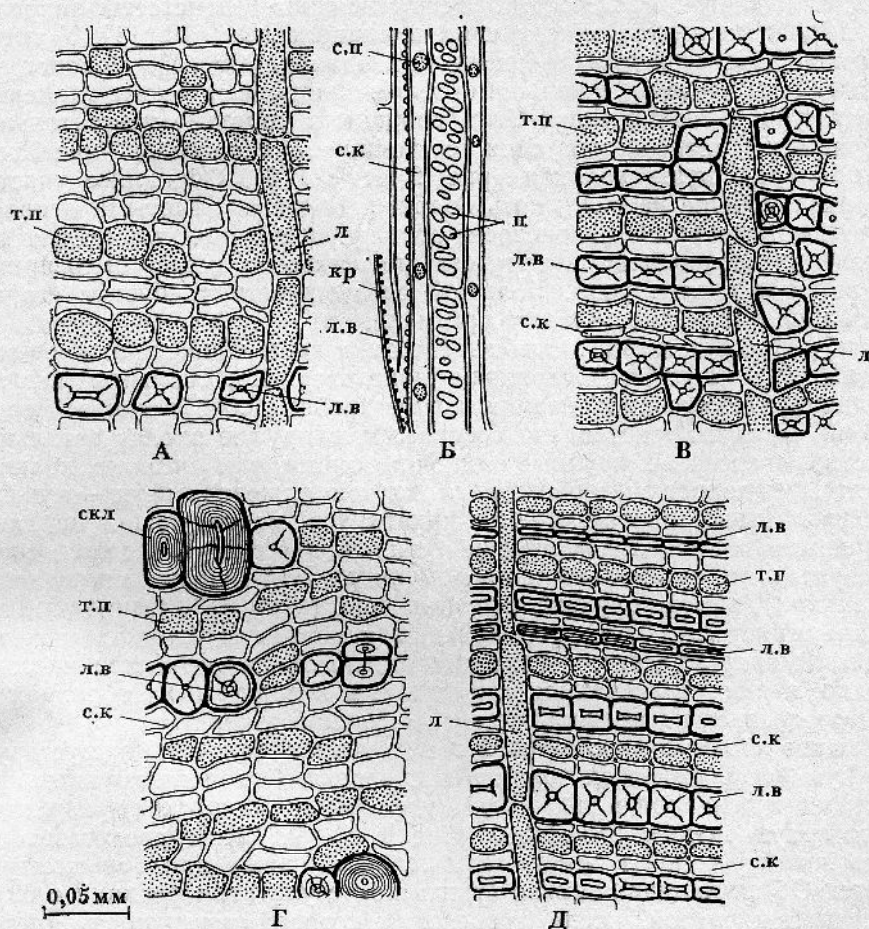 с.п
с.к
п
т.п
л
кр
л.в
л.в
т.п
л.в
с.к
л
А
Б
В
скл
т.п
л.в
с.к
л
л.в
т.п
л.в
с.к
л.в
с.к
0,05 мм
Г
Д